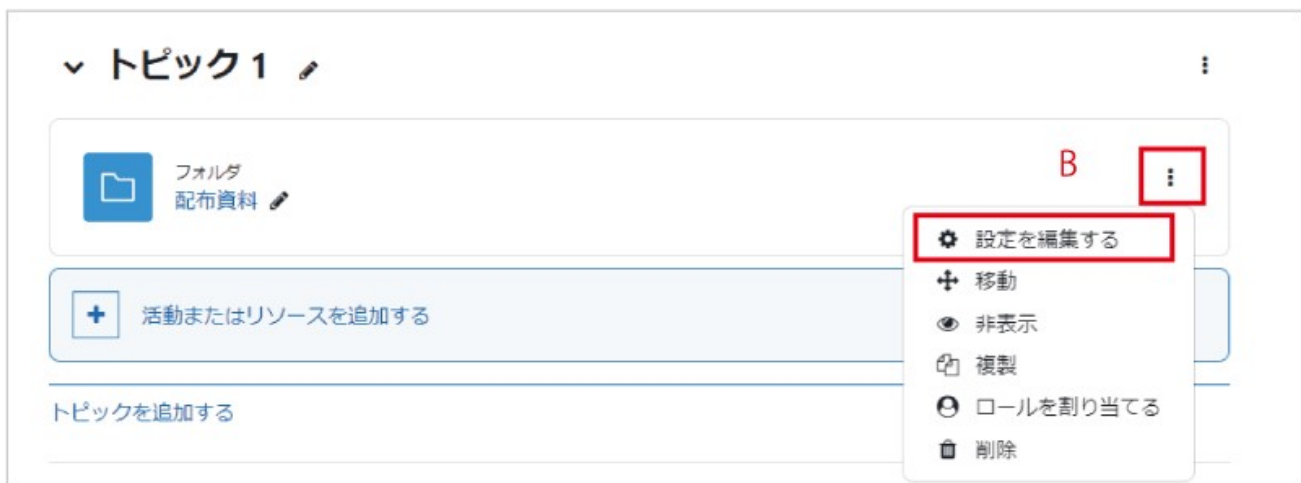 トピック 1
フォルダ
配布資料
B
設定を編集する
移動
非表示
複製
ロールを割り当てる
削除
活動またはリソースを追加する
トピックを追加する